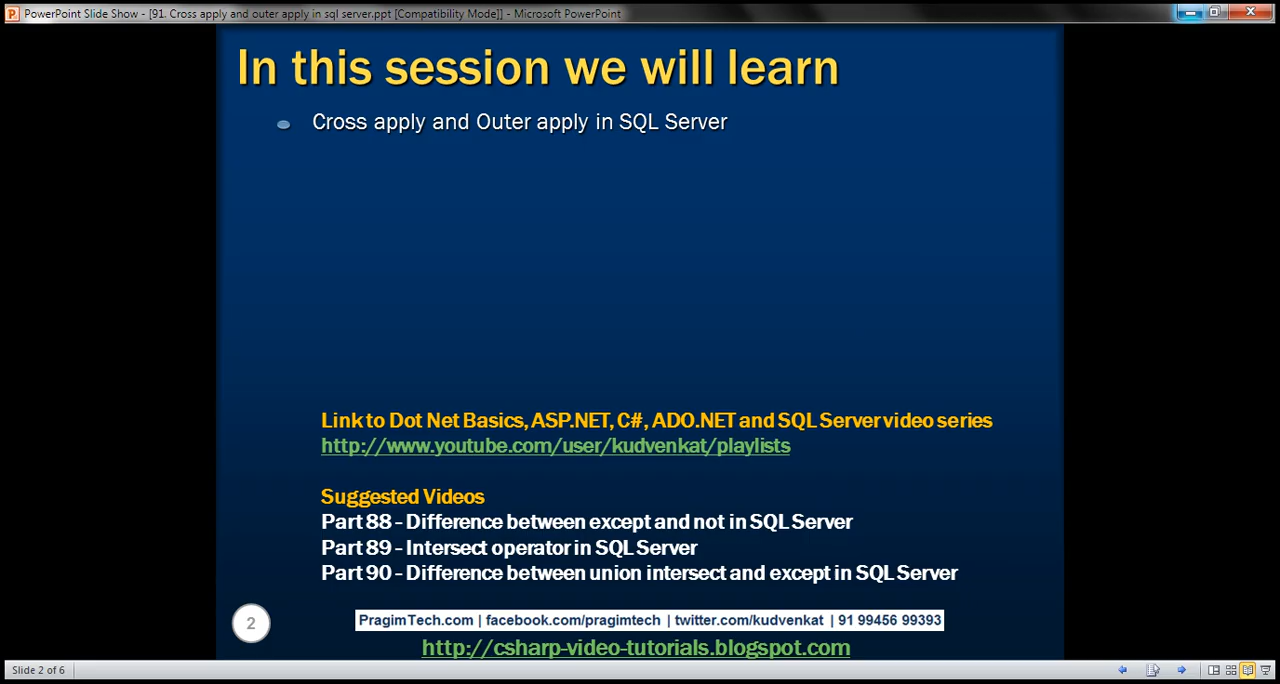 PowerPoint Slide Show - [91. Cross apply and outer apply in sql server.ppt [Compatibility Mode]] - Microsoft PowerPoint
In this session we will learn
Cross apply and Outer apply in SQL Server
Link to Dot Net Basics, ASP.NET, C#, ADO.NET and SQL Server video series
http://www.youtube.com/user/kudvenkat/playlists
Suggested Videos
Part 88 - Difference between except and not in SQL Server
Part 89 - Intersect operator in SQL Server
Part 90 - Difference between union intersect and except in SQL Server
2
PragimTech.com | facebook.com/pragimtech | twitter.com/kudvenkat | 91 99456 99393
http://csharp-video-tutorials.blogspot.com
Slide 2 of 6